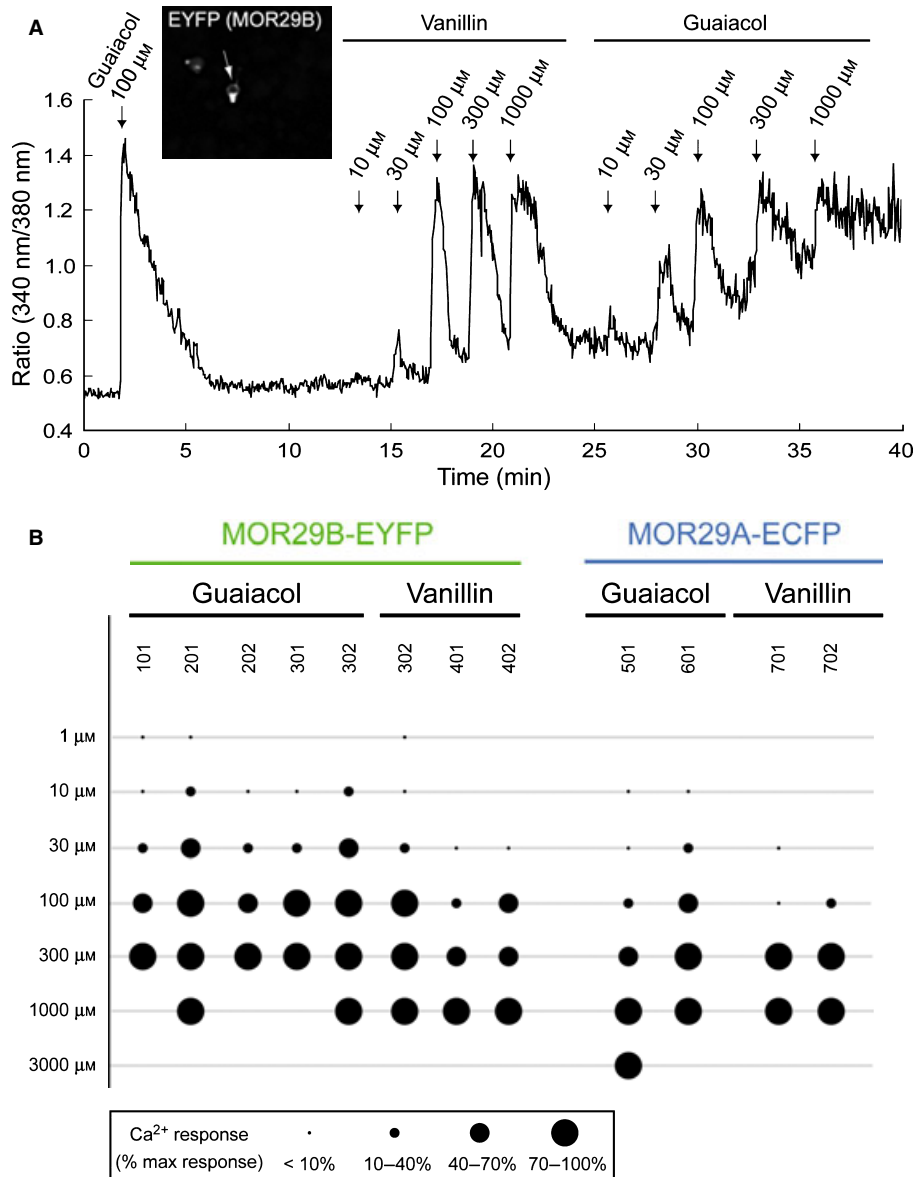 A
EYFP (MOR29B)
Vanillin
Guaiacol
Guaiacol
100 μM
10 μM
30 μM
100 μM
300 μM
1000 μM
10 μM
30 μM
100 μM
300 μM
1000 μM
Ratio (340 nm/380 nm)
1.6
1.4
1.2
1.0
0.8
0.6
0.4
0 5 10 15 20 25 30 35 40
Time (min)
B
MOR29B-EYFP MOR29A-ECFP
Guaiacol Vanillin Guaiacol Vanillin
101 201 202 301 302 302 401 402 501 601 701 702
1 μM
10 μM
30 μM
100 μM
300 μM
1000 μM
3000 μM
Ca2+ response
(% max response) < 10% 10–40% 40–70% 70–100%